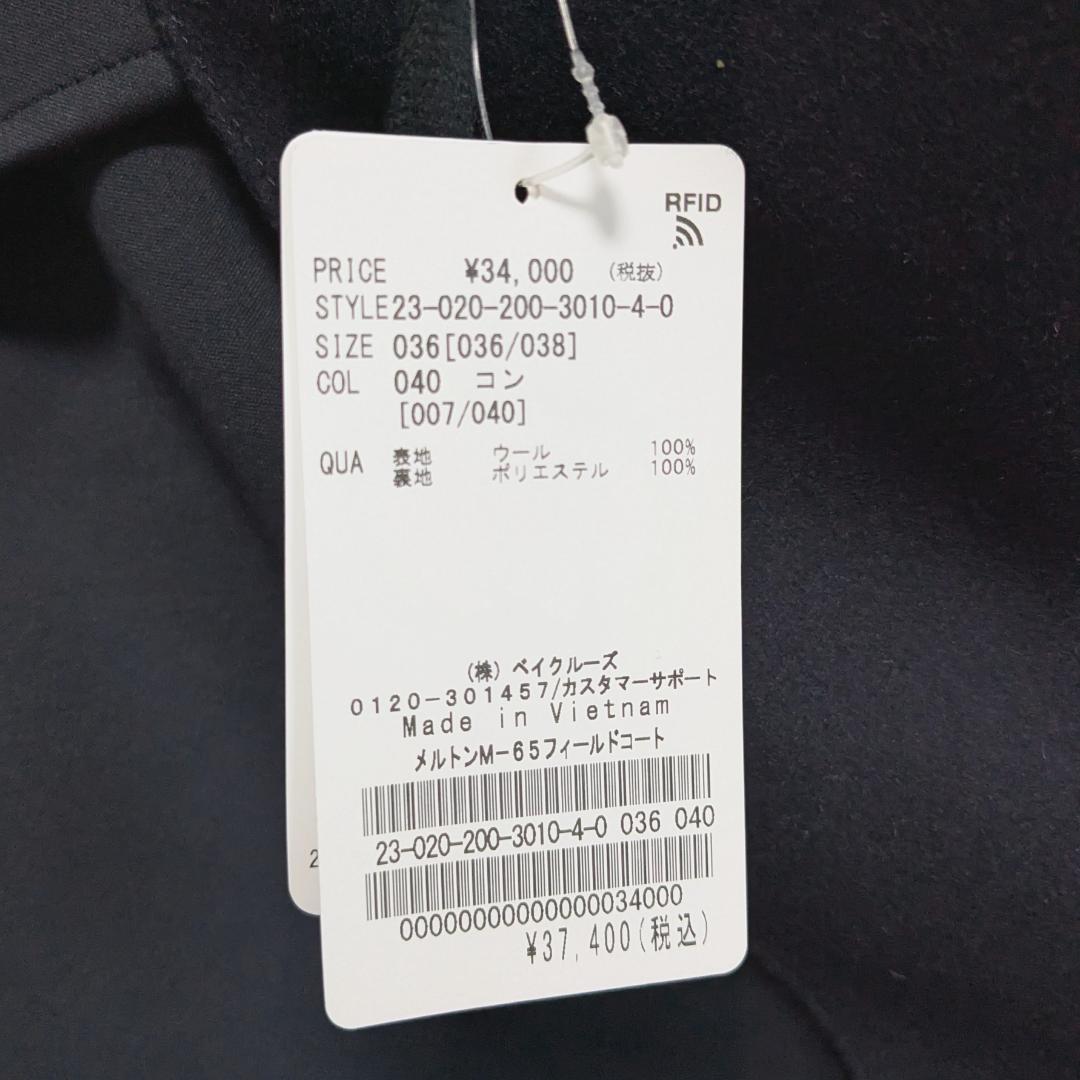 RFID
PRICE ¥34,000 (税抜)
STYLE23-020-200-3010-4-0
SIZE 036[036/038]
COL 040 コン
[007/040]
QUA 表地 ウール 100%
裏地 ポリエステル 100%
(株)ベイクルーズ
0120-301457/カスタマーサポート
Made in Vietnam
メルトンM-65フィールドコート
23-020-200-3010-4-0 036 040
2
00000000000000034000
¥37,400(税込)